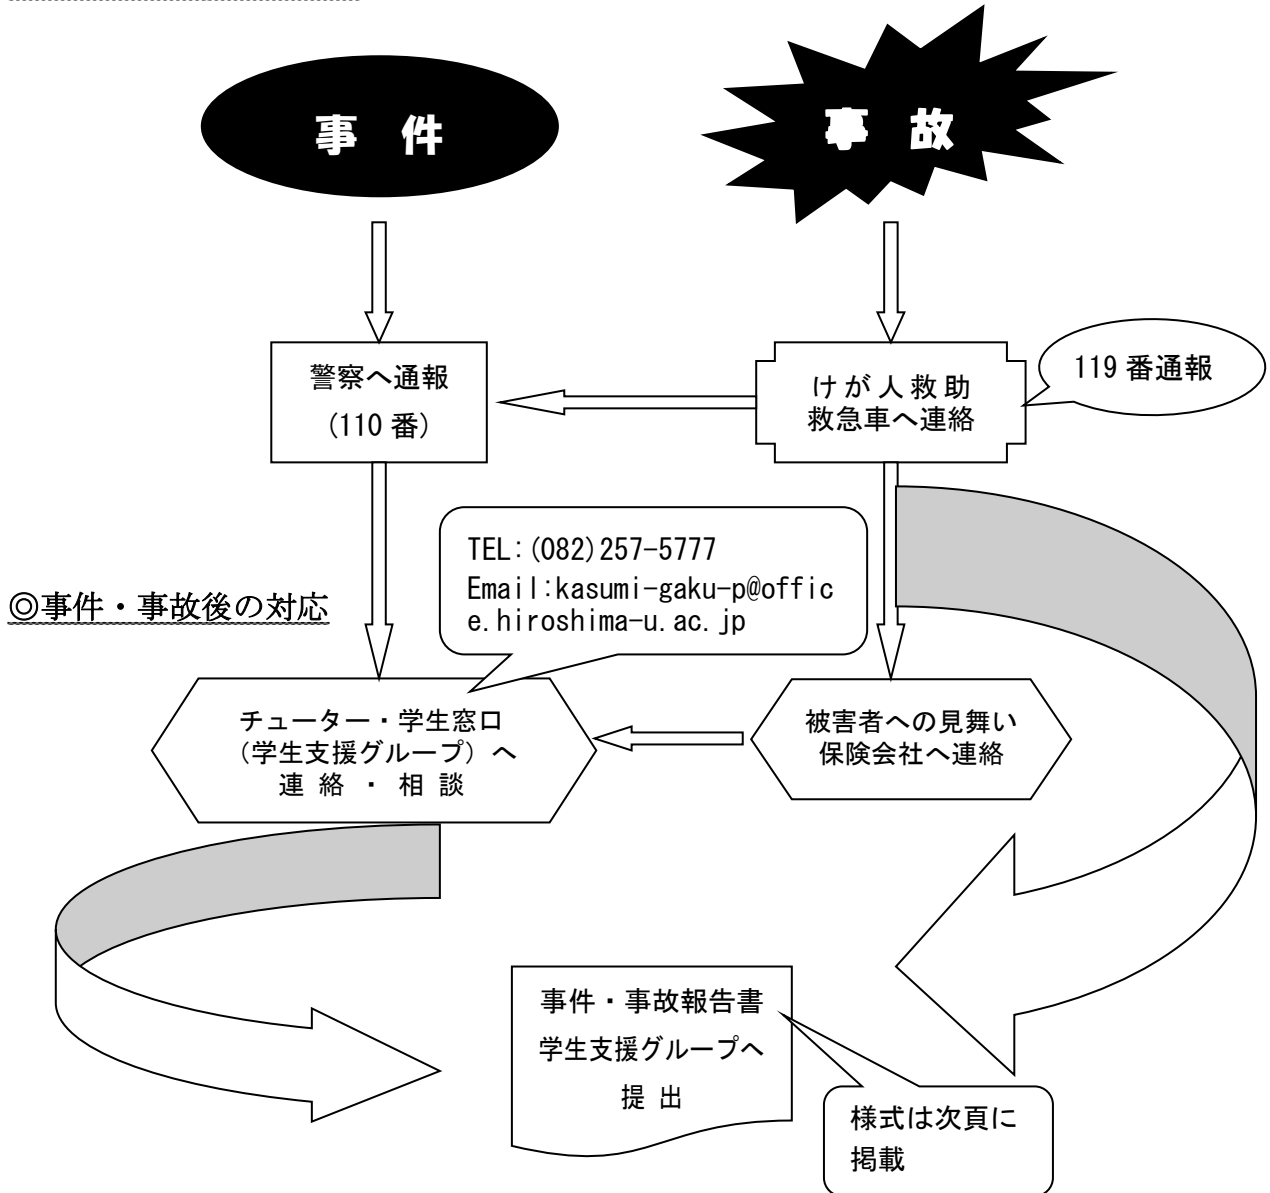 事 件
事 故
警察へ通報
(110 番)
けが人救助
救急車へ連絡
119 番通報
TEL:(082)257-5777
Email:kasumi-gaku-p@offic
e.hiroshima-u.ac.jp
◎事件・事故後の対応
チューター・学生窓口
(学生支援グループ)へ
連 絡 ・ 相 談
被害者への見舞い
保険会社へ連絡
事件・事故報告書
学生支援グループへ
提 出
様式は次頁に
掲載